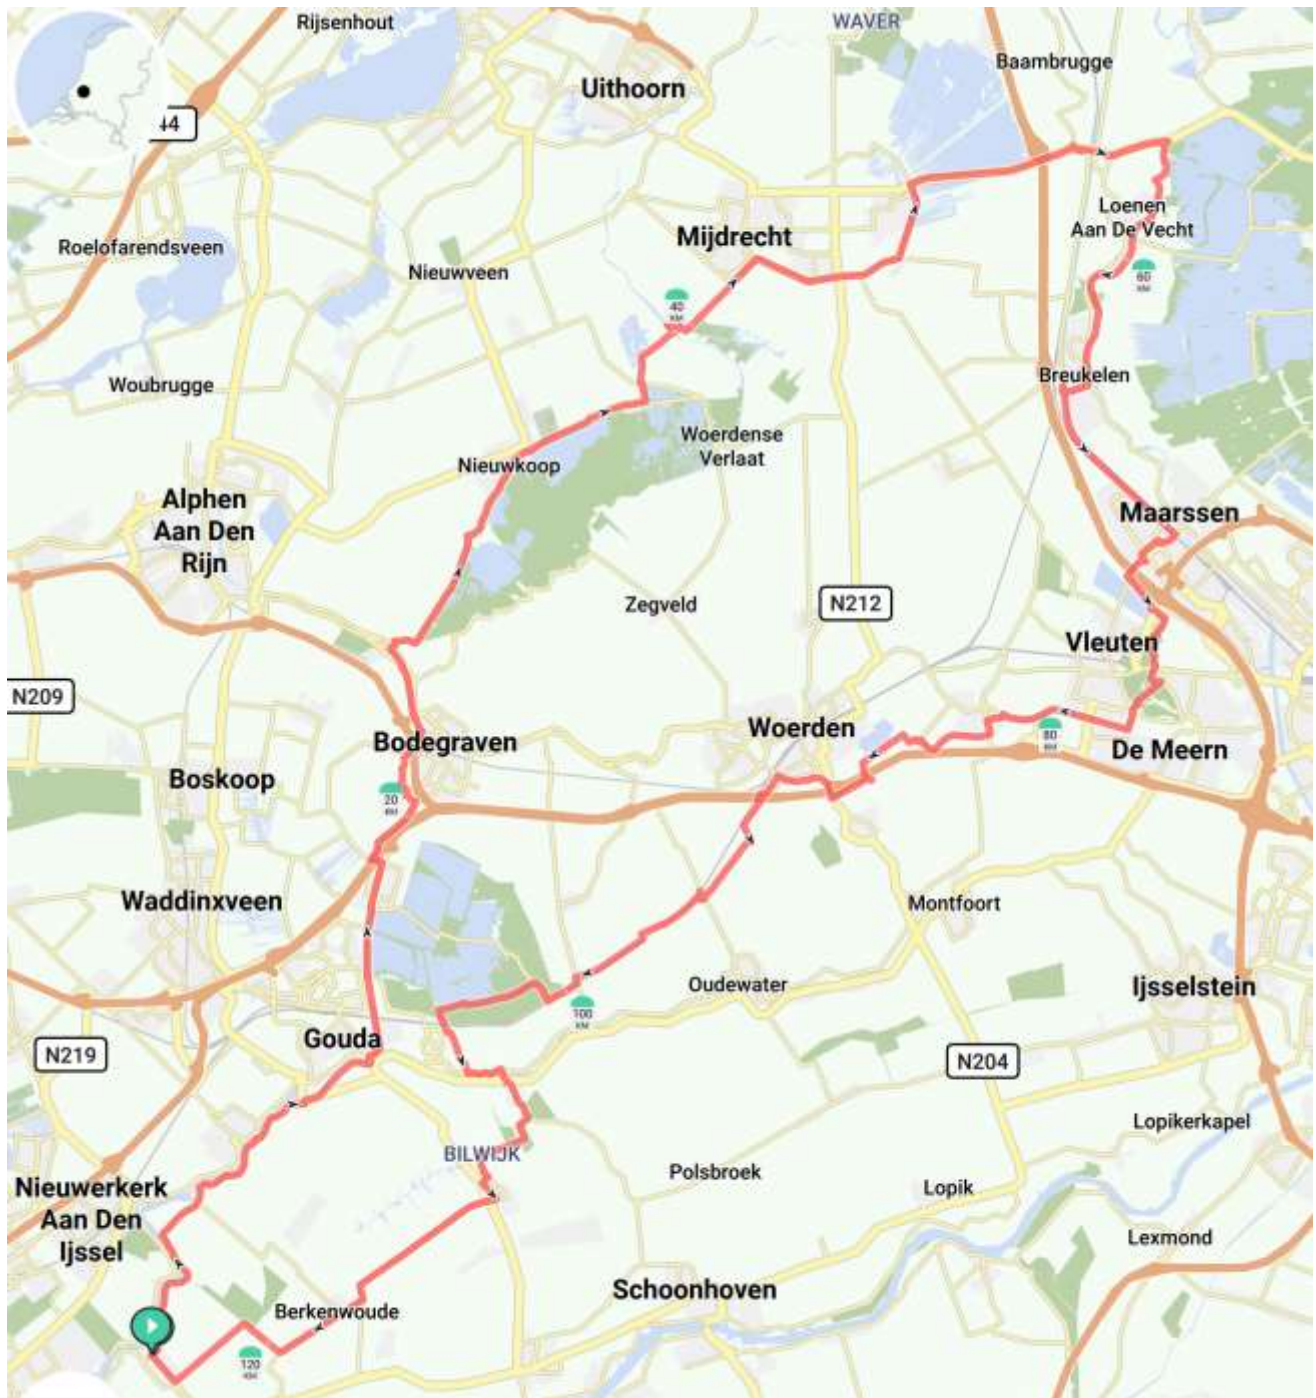 Rijsenhout
WAVER
Baambrugge
Uithoorn
44
Loenen
Aan De Vecht
Mijdrecht
Roelofarendsveen
Nieuwveen
60
KM
40
KM
Woubrugge
Breukelen
Woerdense
Verlaat
Nieuwkoop
Alphen
Aan Den
Rijn
Maarssen
Zegveld
N212
Vleuten
N209
Woerden
Bodegraven
80
KM
De Meern
Boskoop
20
KM
Waddinxveen
Montfoort
Oudewater
Ijsselstein
100
KM
Gouda
N219
N204
Lopikerkapel
BILWIJK
Polsbroek
Lopik
Nieuwerkerk
Aan Den
Ijssel
Lexmond
Schoonhoven
Berkenwoude
120
KM